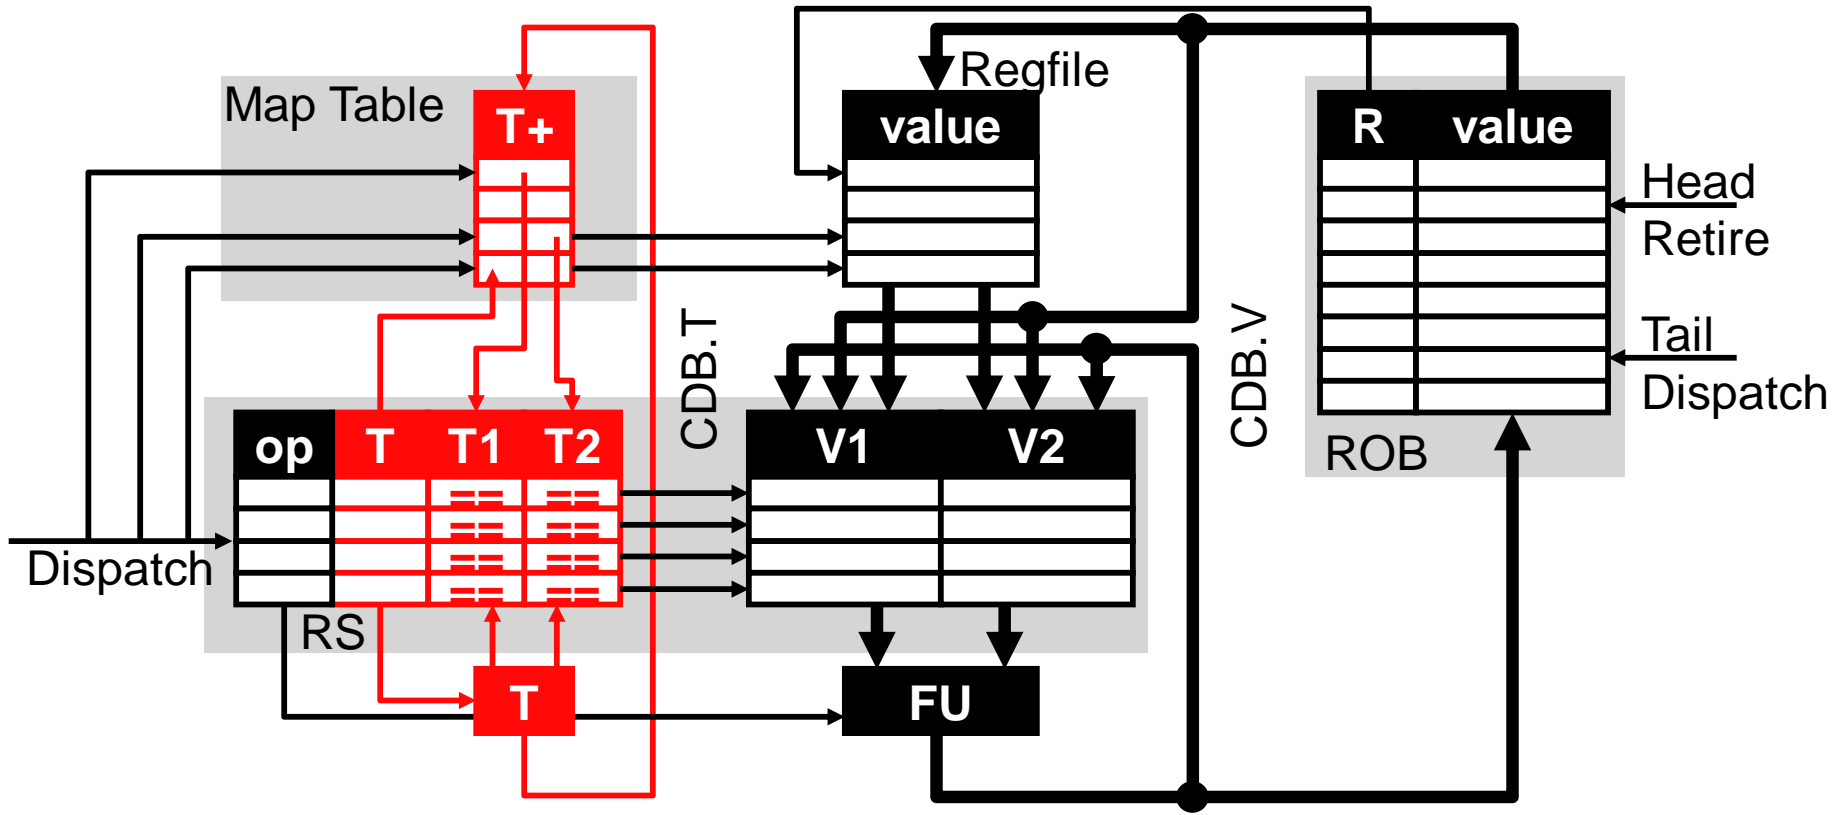 Regfile
Map Table
T+
value
R
value
Head
Retire
CDB.T
CDB.V
Tail
Dispatch
op
T
T1
T2
V1
V2
ROB
== ==
== ==
== ==
== ==
Dispatch
RS
T
FU